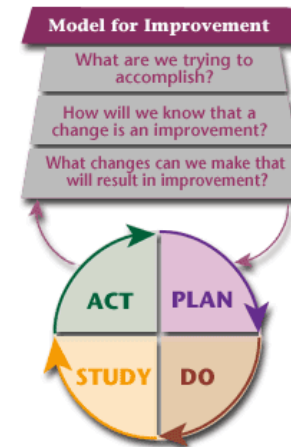 Model for Improvement
What are we trying to
accomplish?
How will we know that a
change is an improvement?
What changes can we make that
will result in improvement?
ACT
PLAN
STUDY
DO